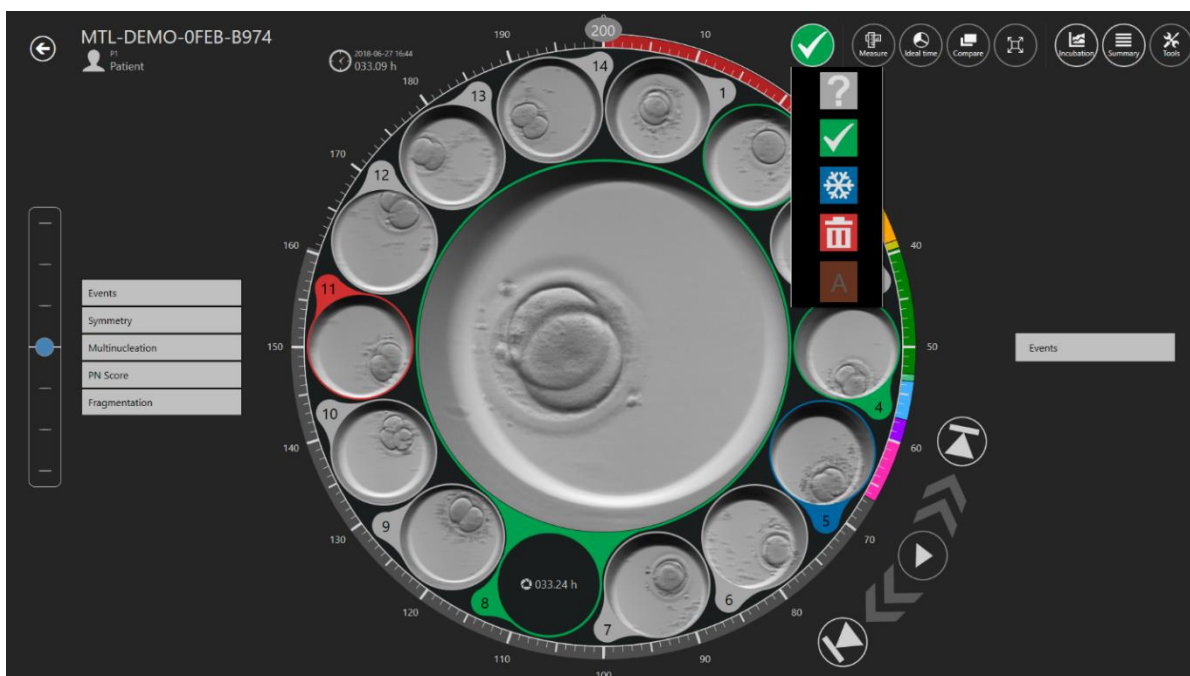 MTL-DEMO-0FEB-B974
P1
Patient
2018-06-27 16:44
033.09 h
Measure
Ideal time
Compare
Incubation
Summary
Tools
200
10
40
50
60
70
80
90
100
110
120
130
140
150
160
170
180
190
1
4
5
6
7
8
9
10
11
12
13
14
033.24 h
?
A
Events
Symmetry
Multinucleation
PN Score
Fragmentation
Events